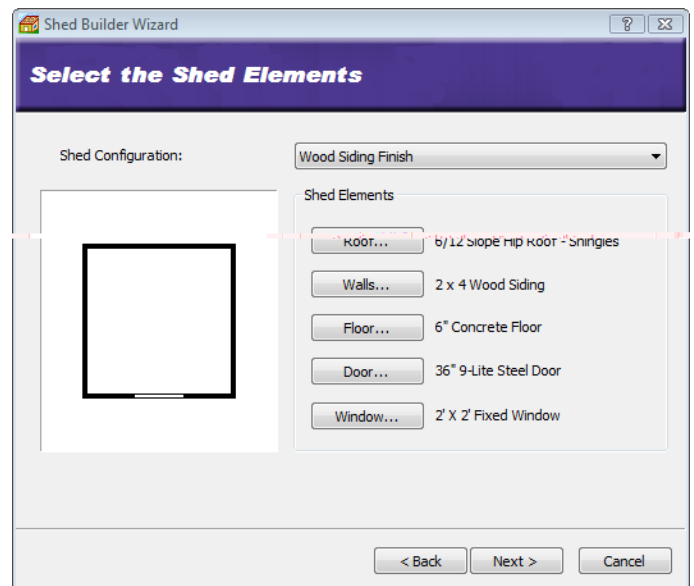 Shed Builder Wizard
Select the Shed Elements
Shed Configuration:
Wood Siding Finish
Shed Elements
Roof... 6/12 Slope Hip Roof - Shingles
Walls... 2 x 4 Wood Siding
Floor... 6" Concrete Floor
Door... 36" 9-Lite Steel Door
Window... 2' X 2' Fixed Window
< Back Next > Cancel